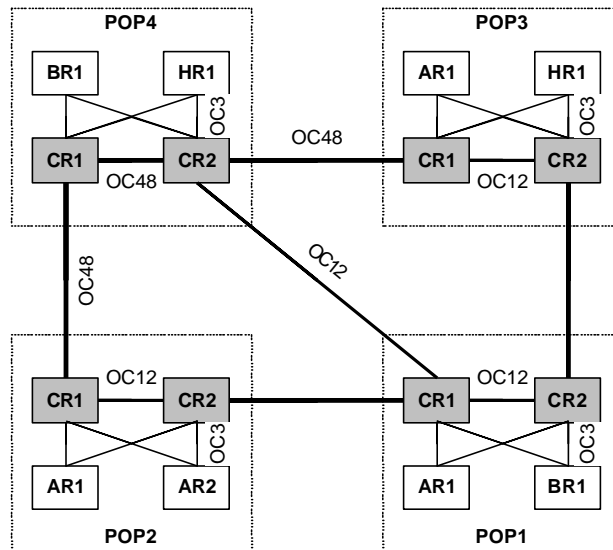 POP4
POP3
BR1
HR1
AR1
HR1
OC3
OC3
OC48
CR1
CR2
CR1
CR2
OC48
OC12
OC48
OC12
OC12
OC12
CR1
CR2
CR1
CR2
OC3
OC3
AR1
AR2
AR1
BR1
POP2
POP1